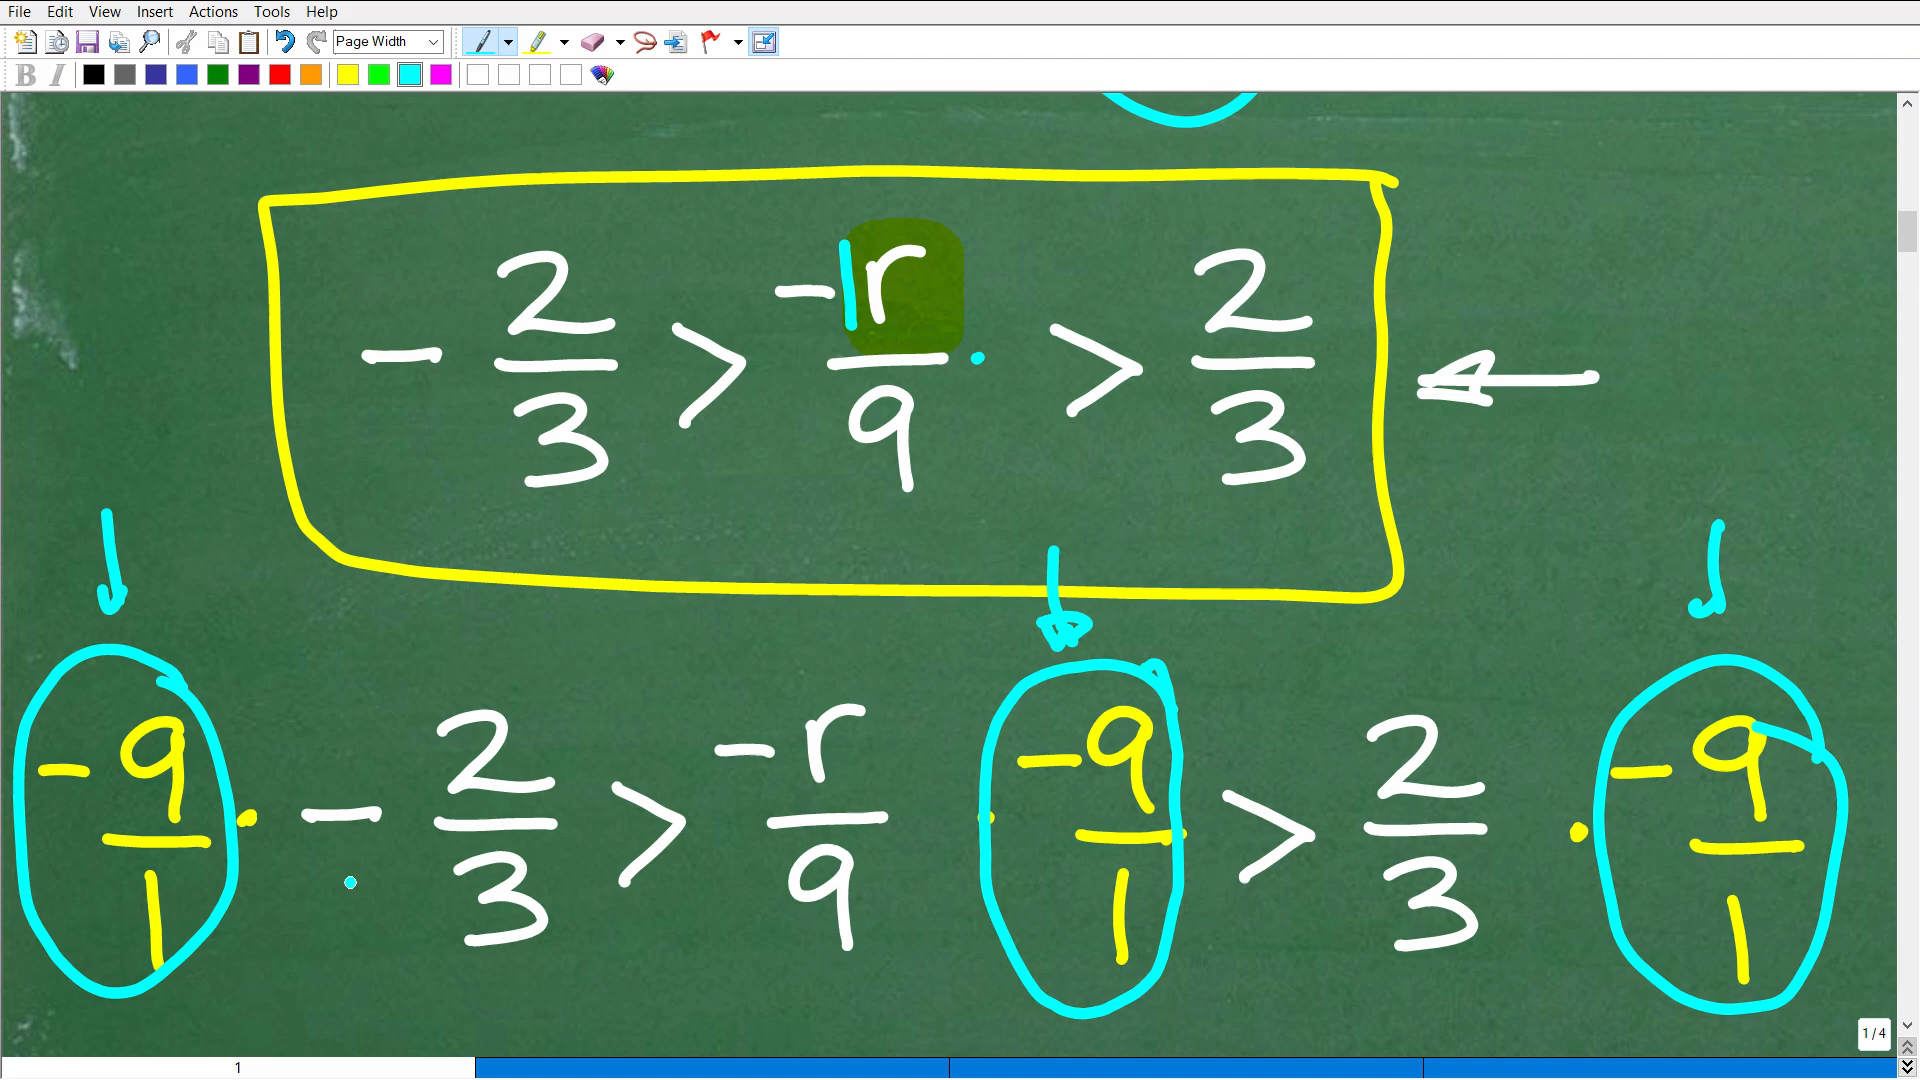 File Edit View Insert Actions Tools Help
Page Width
B I
-2/3 > -1r/9 · > 2/3
-9/1 · -2/3 > -r/9 · -9/1 > 2/3 · -9/1
1/4
1